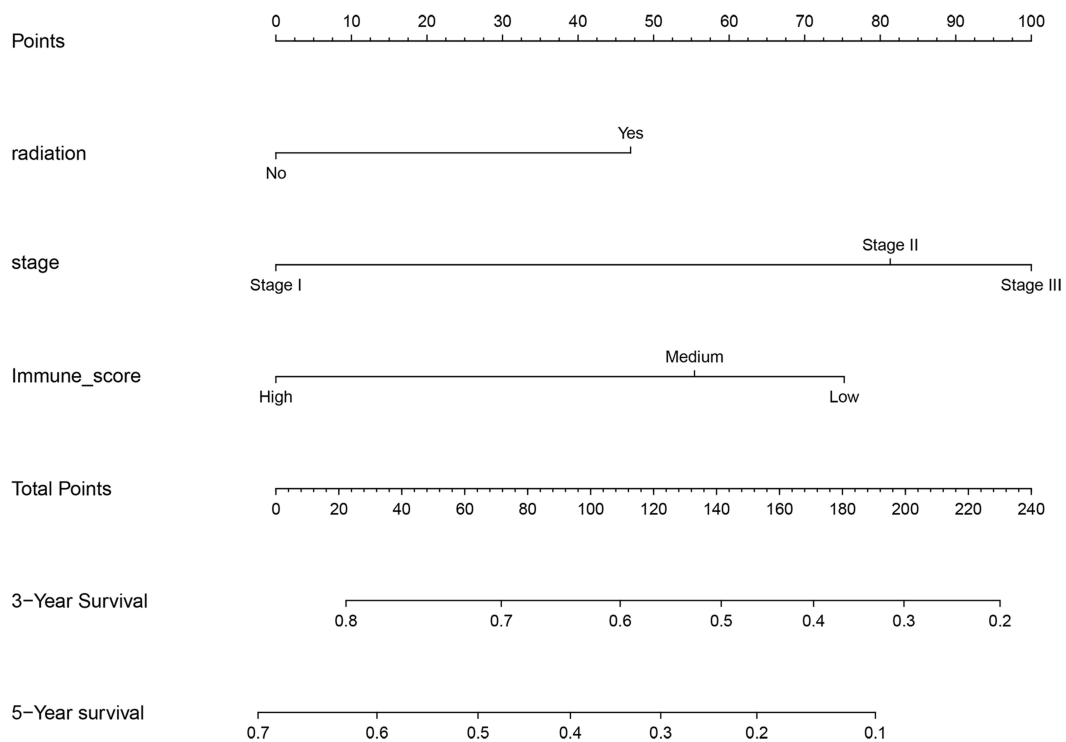 0 10 20 30 40 50 60 70 80 90 100
Points
Yes
radiation
No
Stage II
stage
Stage I Stage III
Medium
Immune_score
High Low
Total Points
0 20 40 60 80 100 120 140 160 180 200 220 240
3−Year Survival
0.8 0.7 0.6 0.5 0.4 0.3 0.2
5−Year survival
0.7 0.6 0.5 0.4 0.3 0.2 0.1